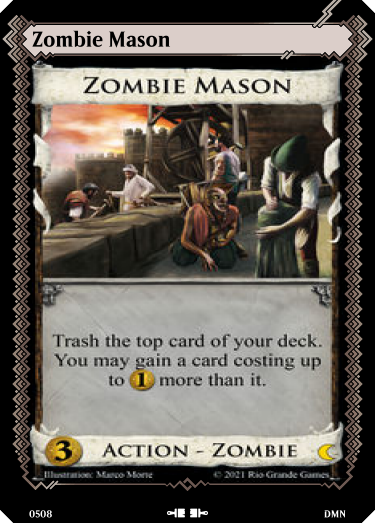 Zombie Mason
ZOMBIE MASON
Trash the top card of your deck.
You may gain a card costing up
to 1 more than it.
3 ACTION - ZOMBIE
Illustration: Marco Morte © 2021 Rio Grande Games
0508 DMN